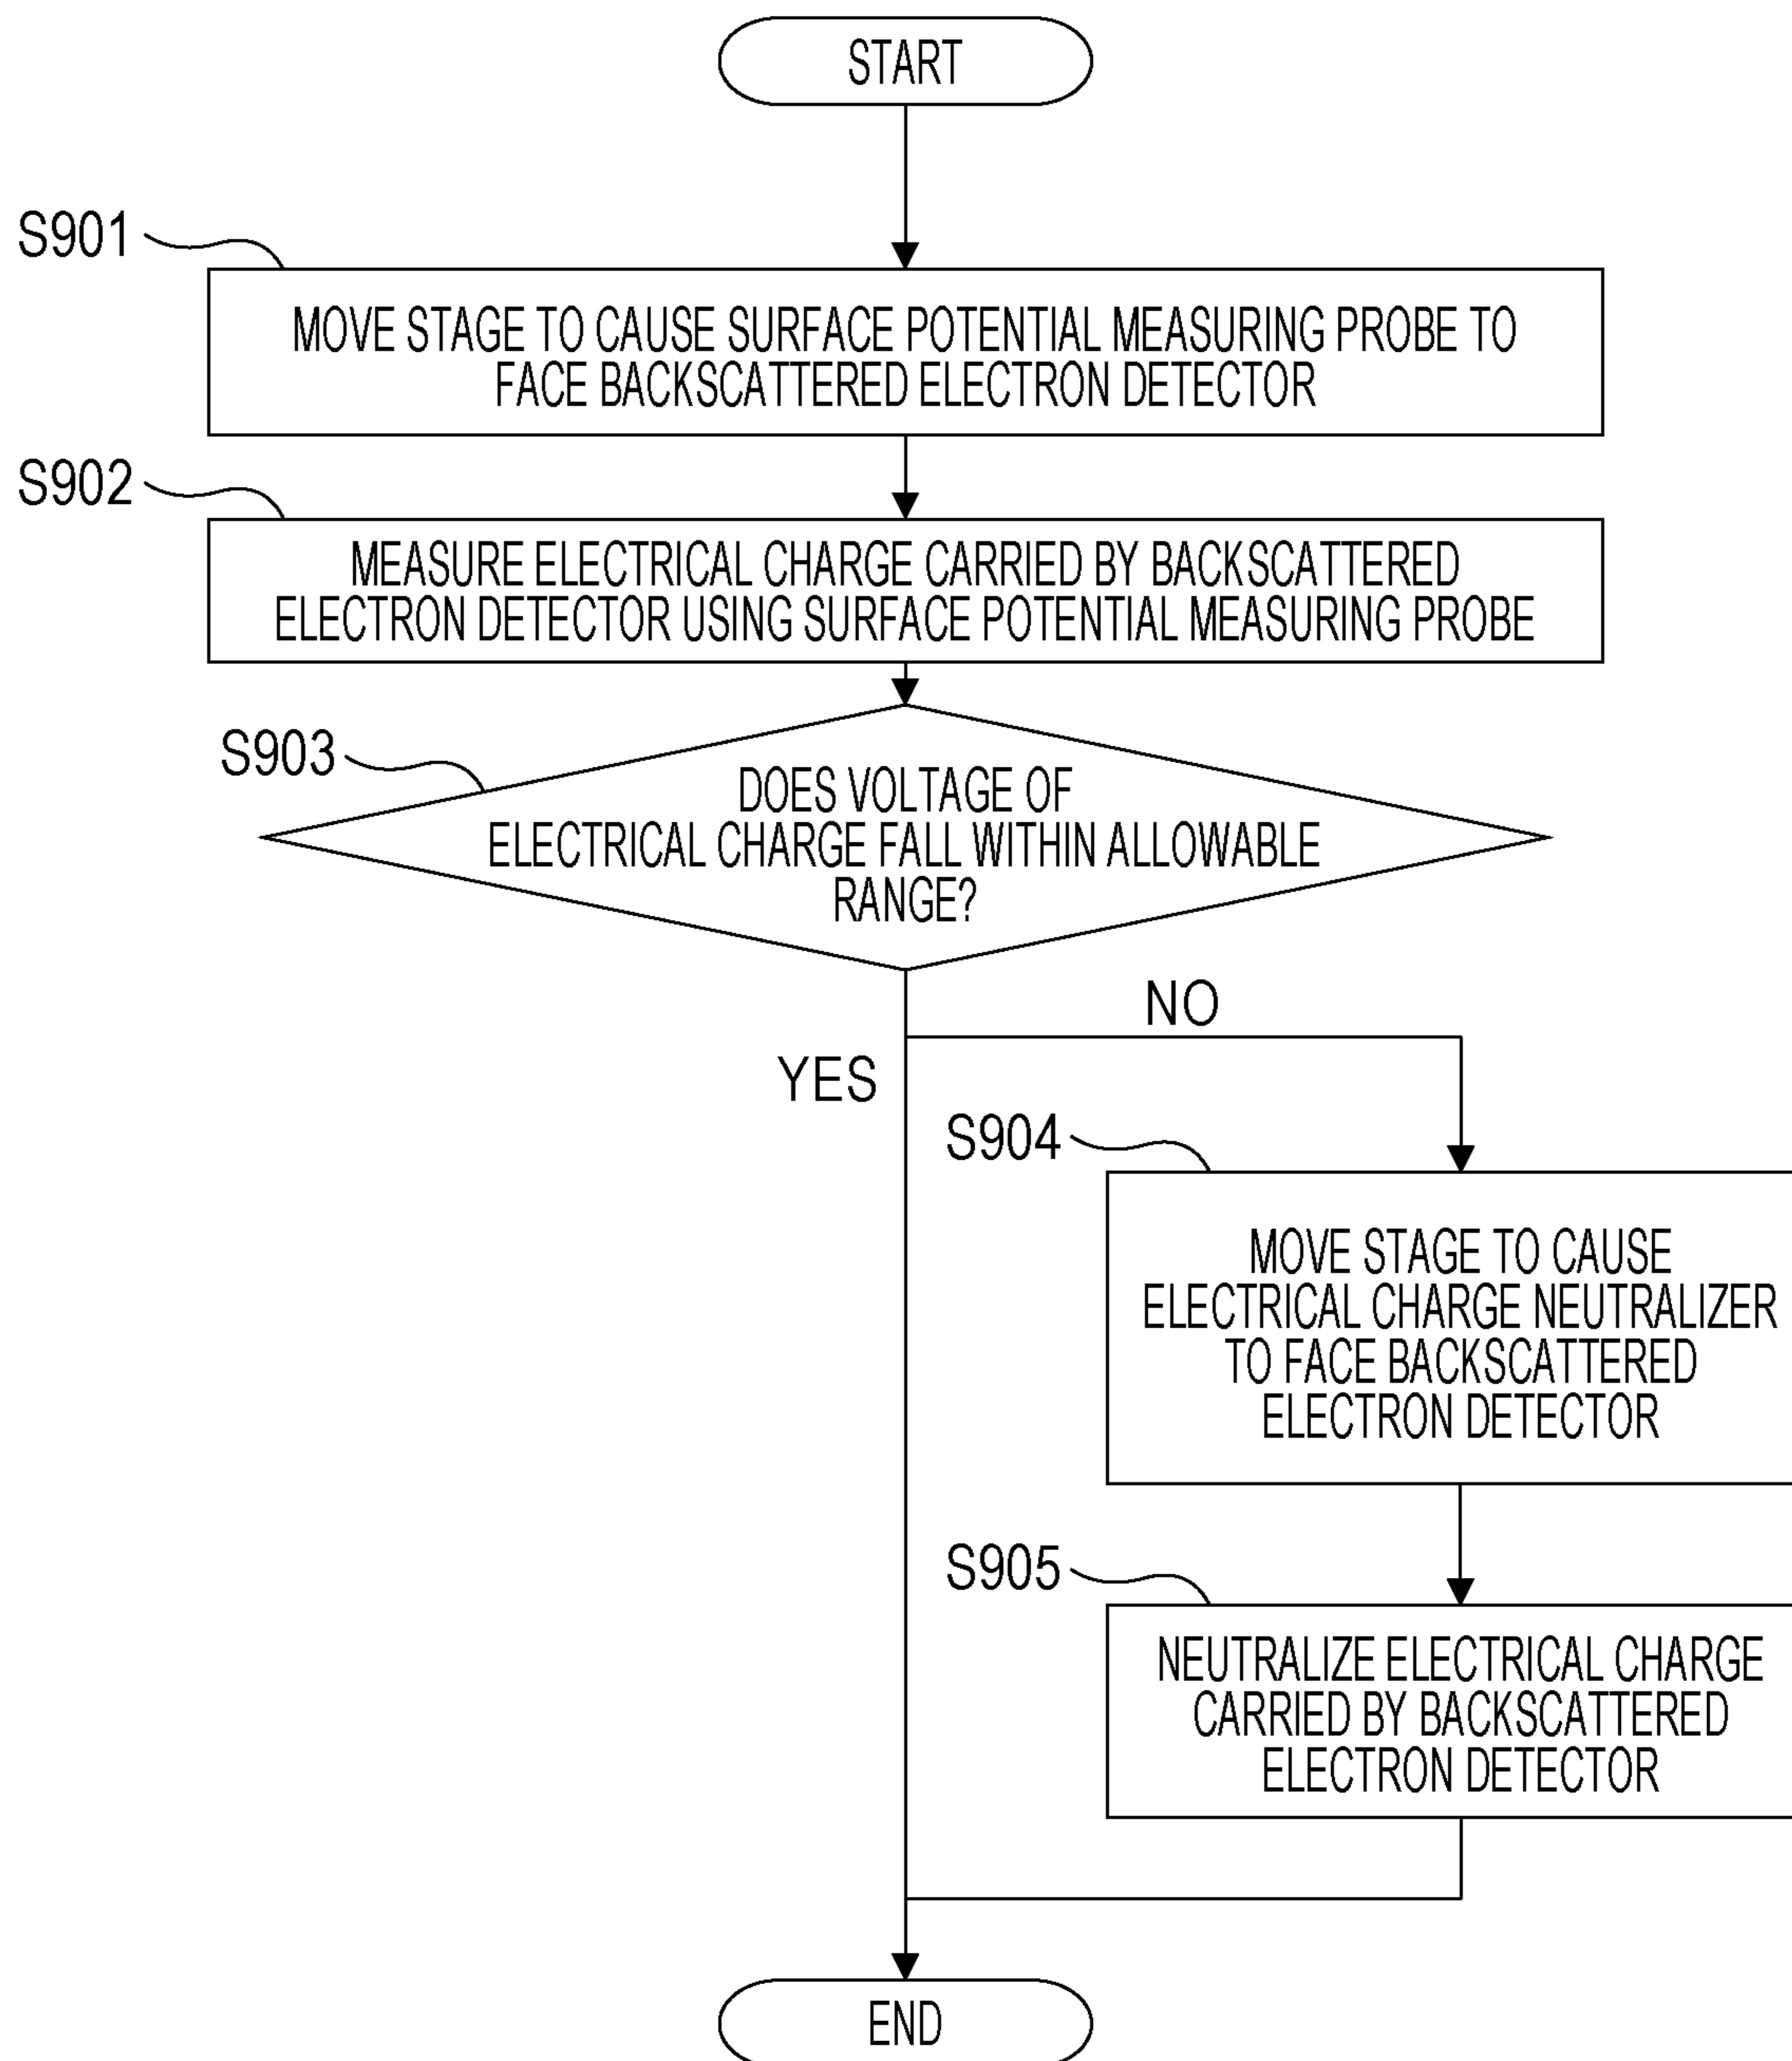 START
S901
MOVE STAGE TO CAUSE SURFACE POTENTIAL MEASURING PROBE TO
FACE BACKSCATTERED ELECTRON DETECTOR
S902
MEASURE ELECTRICAL CHARGE CARRIED BY BACKSCATTERED
ELECTRON DETECTOR USING SURFACE POTENTIAL MEASURING PROBE
S903
DOES VOLTAGE OF
ELECTRICAL CHARGE FALL WITHIN ALLOWABLE
RANGE?
NO
YES
S904
MOVE STAGE TO CAUSE
ELECTRICAL CHARGE NEUTRALIZER
TO FACE BACKSCATTERED
ELECTRON DETECTOR
S905
NEUTRALIZE ELECTRICAL CHARGE
CARRIED BY BACKSCATTERED
ELECTRON DETECTOR
END